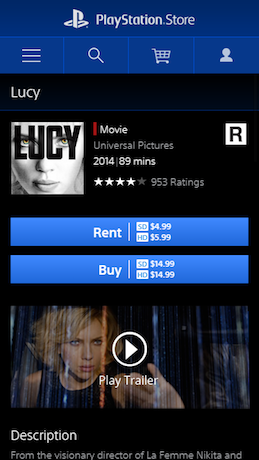 PlayStation.Store
Lucy
LUCY
Movie
Universal Pictures
2014|89 mins
953 Ratings
R
Rent
SD $4.99
HD $5.99
Buy
SD $14.99
HD $14.99
Play Trailer
Description
From the visionary director of La Femme Nikita and